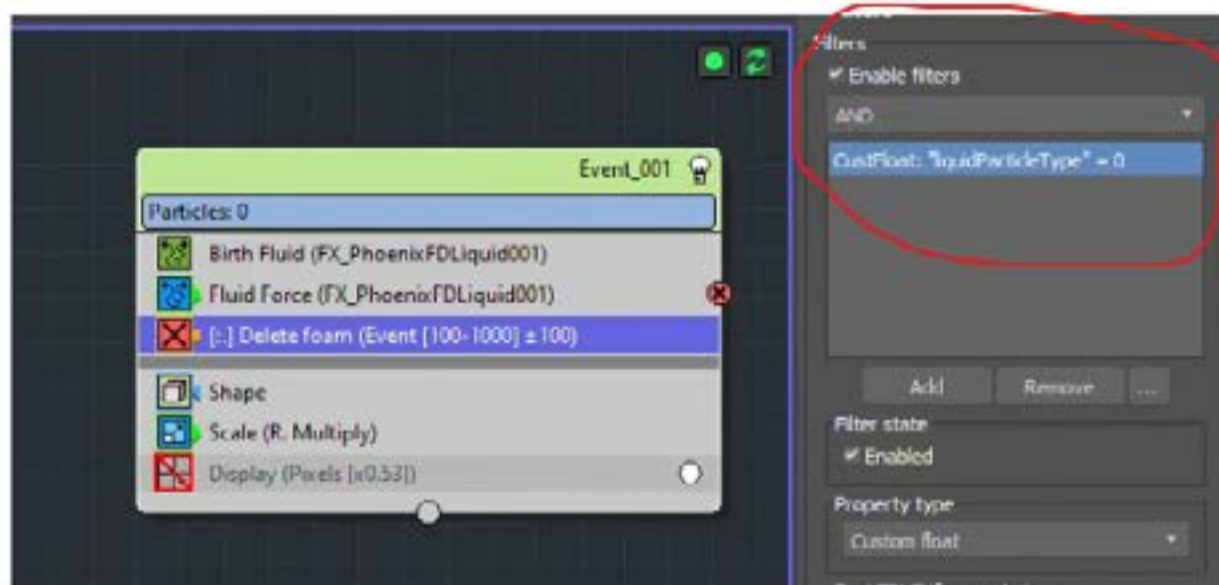 Event_001
Particles: 0
Birth Fluid (FX_PhoenixFDLiquid001)
Fluid Force (FX_PhoenixFDLiquid001)
[:.] Delete foam (Event [100-1000] ±100)
Shape
Scale (R. Multiply)
Display (Pixels [x0.53])
Filters
Enable filters
AND
CustFloat: "liquidParticleType" = 0
Add
Remove
...
Filter state
Enabled
Property type
Custom float